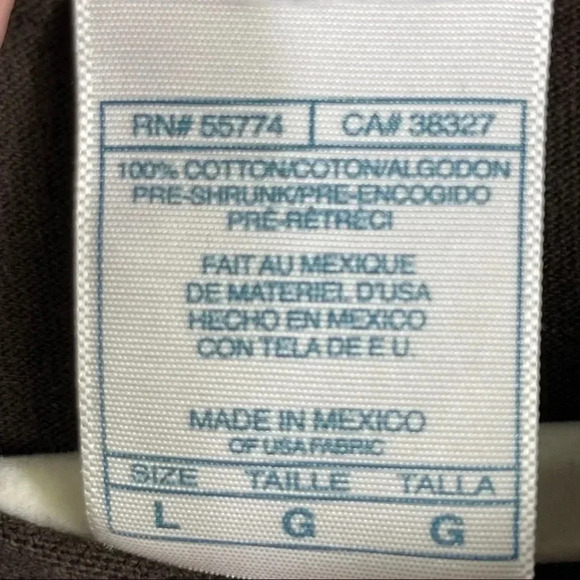 RN# 55774 CA# 38327
100% COTTON/COTON/ALGODON
PRE-SHRUNK/PRE-ENCOGIDO
PRÉ-RÊTRÉCI
FAIT AU MEXIQUE
DE MATERIEL D'USA
HECHO EN MEXICO
CON TELA DE E.U.
MADE IN MEXICO
OF USA FABRIC
SIZE TAILLE TALLA
L G G